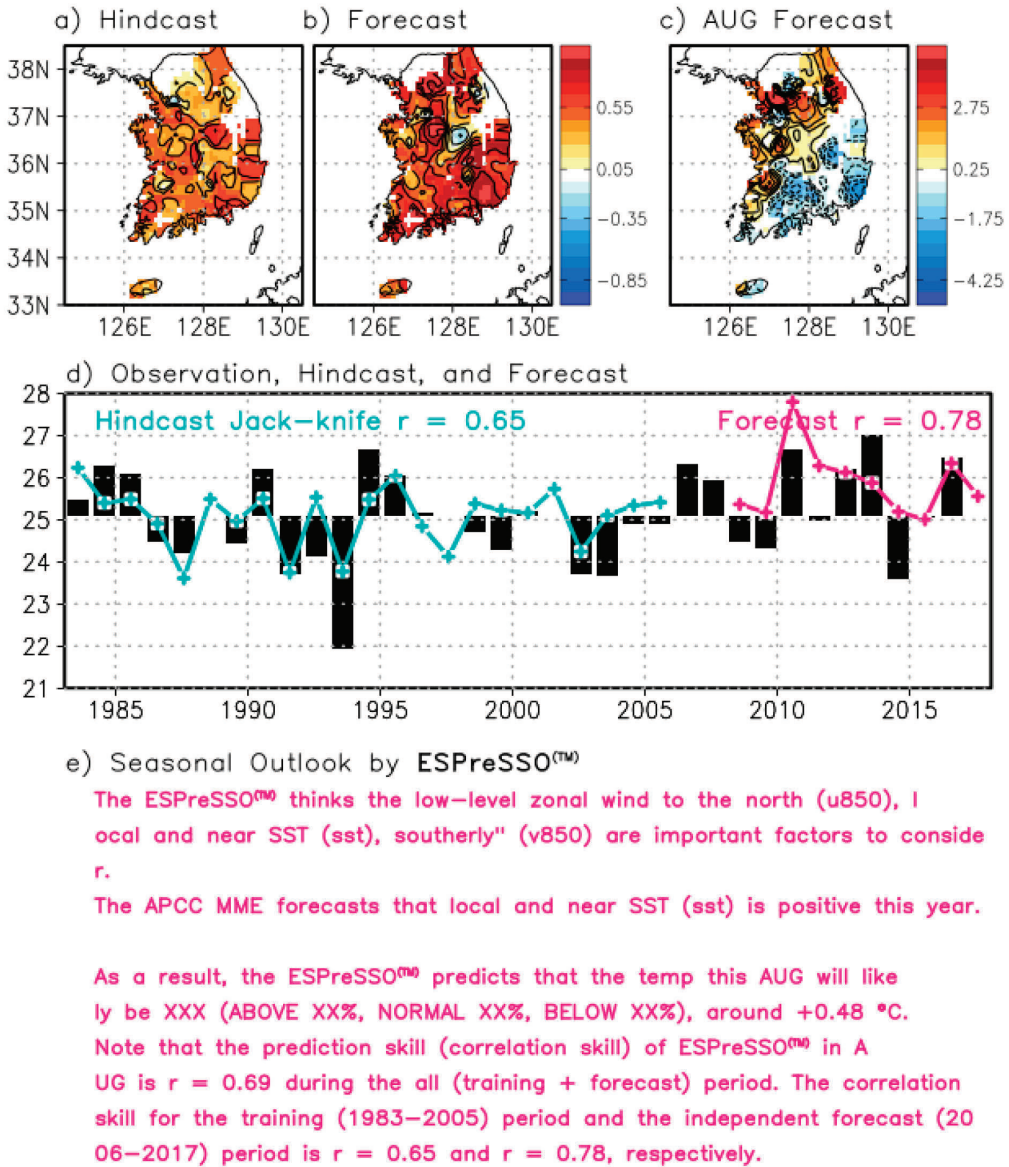 a) Hindcast b) Forecast c) AUG Forecast
38N
37N
36N
35N
34N
33N
126E 128E 130E
126E 128E 130E
0.55
0.05
−0.35
−0.85
126E 128E 130E
2.75
0.25
−1.75
−4.25
d) Observation, Hindcast, and Forecast
Hindcast Jack−knife r = 0.65 Forecast r = 0.78
28
27
26
25
24
23
22
21
1985 1990 1995 2000 2005 2010 2015
e) Seasonal Outlook by ESPreSSO(TM)
The ESPreSSO(TM) thinks the low−level zonal wind to the north (u850), l
ocal and near SST (sst), southerly" (v850) are important factors to conside
r.
The APCC MME forecasts that local and near SST (sst) is positive this year.
As a result, the ESPreSSO(TM) predicts that the temp this AUG will like
ly be XXX (ABOVE XX%, NORMAL XX%, BELOW XX%), around +0.48 °C.
Note that the prediction skill (correlation skill) of ESPreSSO(TM) in A
UG is r = 0.69 during the all (training + forecast) period. The correlation
skill for the training (1983−2005) period and the independent forecast (20
06−2017) period is r = 0.65 and r = 0.78, respectively.